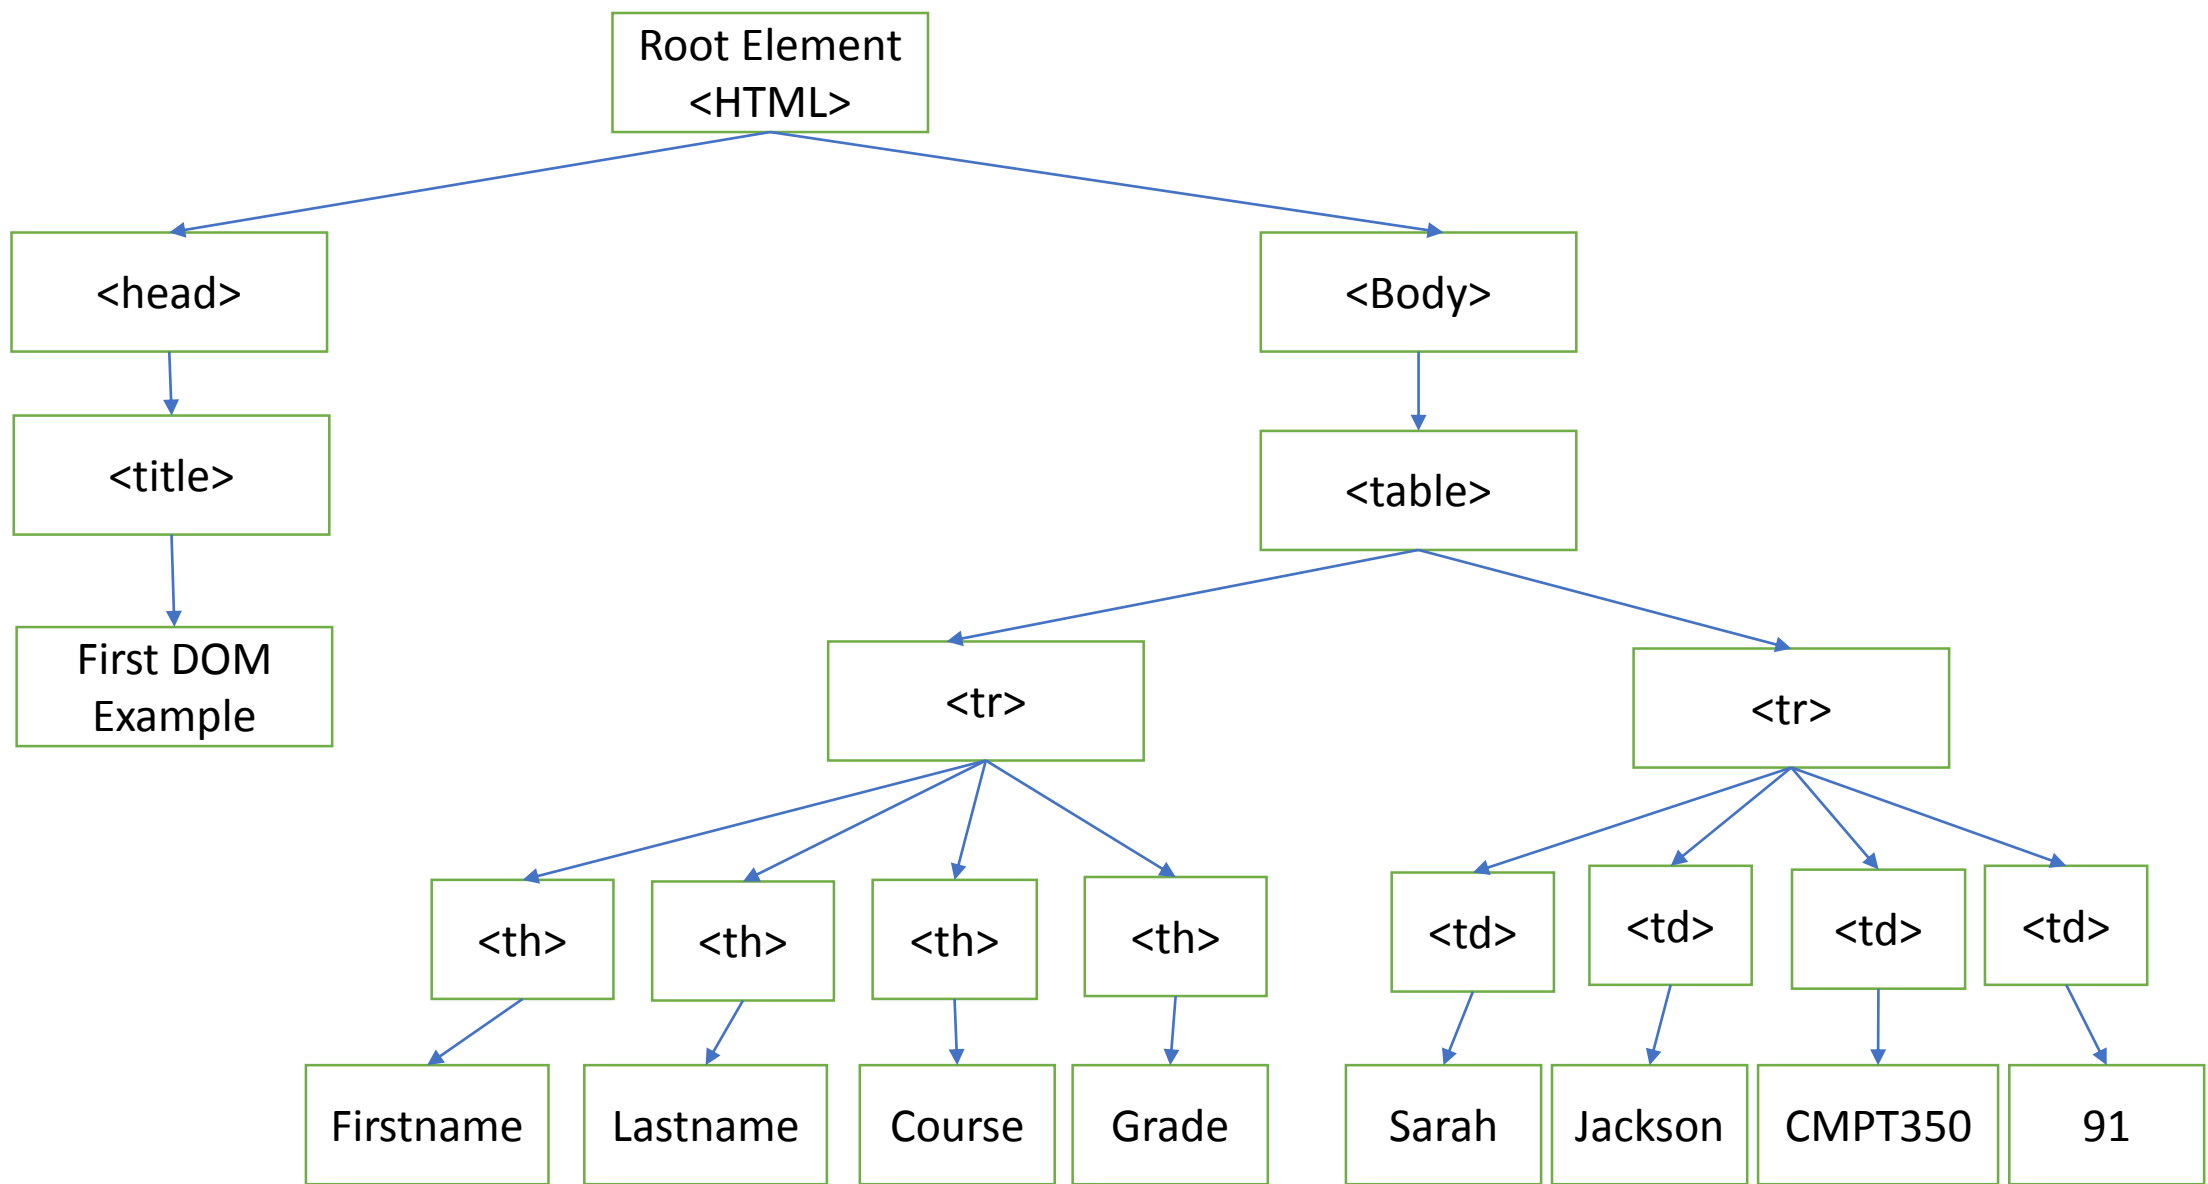 Root Element
<HTML>
<head>
<Body>
<title>
<table>
First DOM
Example
<tr>
<tr>
<th>
<th>
<th>
<th>
<td>
<td>
<td>
<td>
Firstname
Lastname
Course
Grade
Sarah
Jackson
CMPT350
91